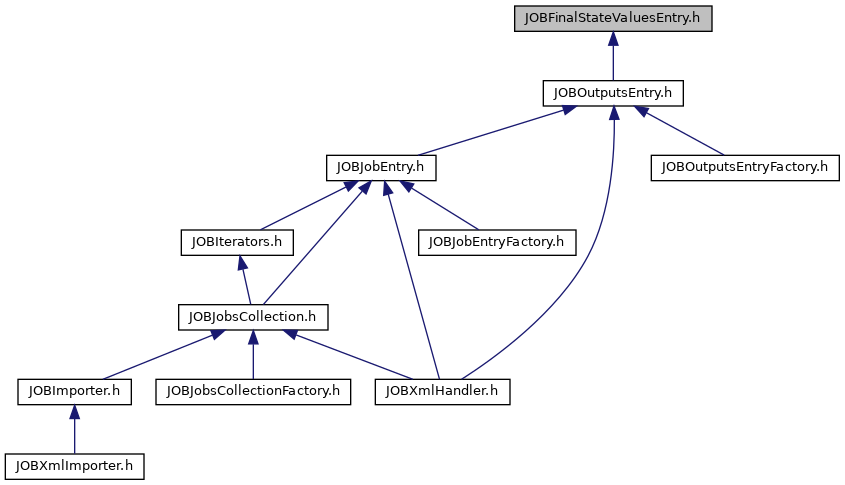 JOBFinalStateValuesEntry.h
JOBOutputsEntry.h
JOBJobEntry.h
JOBOutputsEntryFactory.h
JOBIterators.h
JOBJobEntryFactory.h
JOBJobsCollection.h
JOBImporter.h
JOBJobsCollectionFactory.h
JOBXmlHandler.h
JOBXmlImporter.h